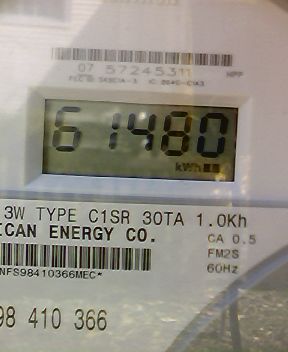 07 57245311 NPP
61480
kWh
3W TYPE C1SR 30TA 1.0Kh
ICAN ENERGY CO.
CA 0.5
FM2S
60Hz
NFS98410366MEC*
98 410 366